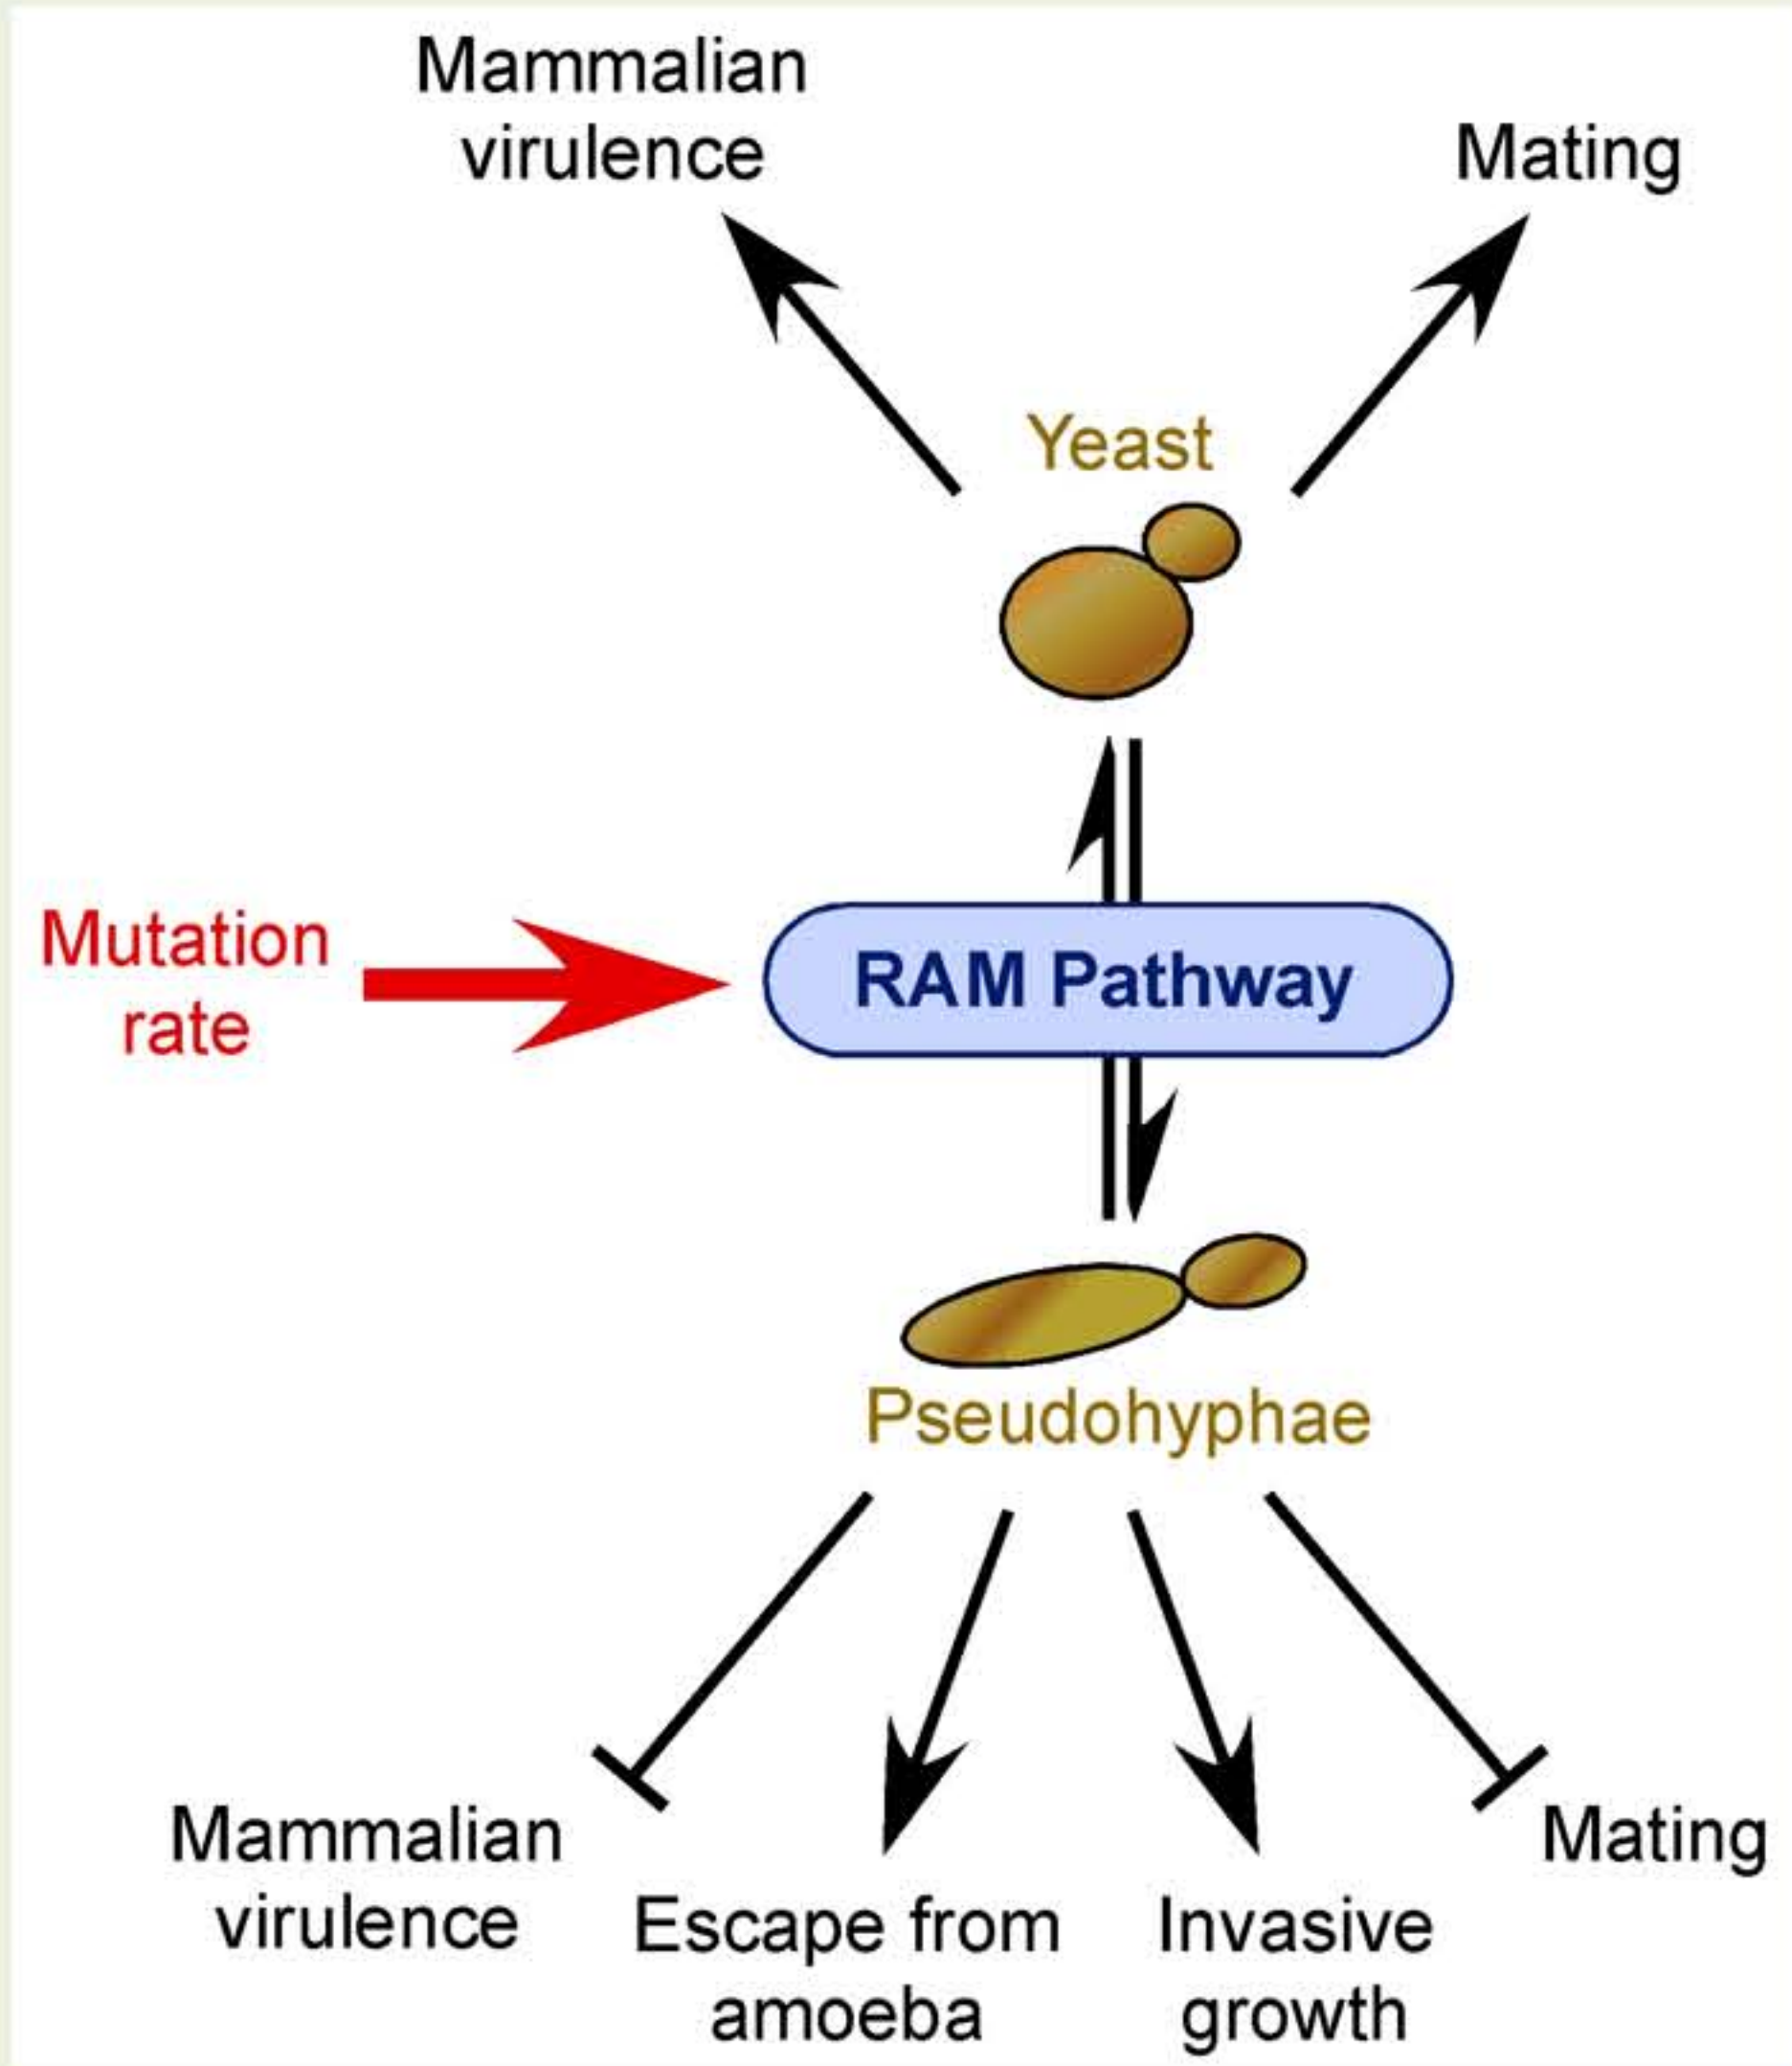 Mammalian
virulence
Mating
Yeast
Mutation
rate
RAM Pathway
Pseudohyphae
Mammalian
virulence
Escape from
amoeba
Invasive
growth
Mating